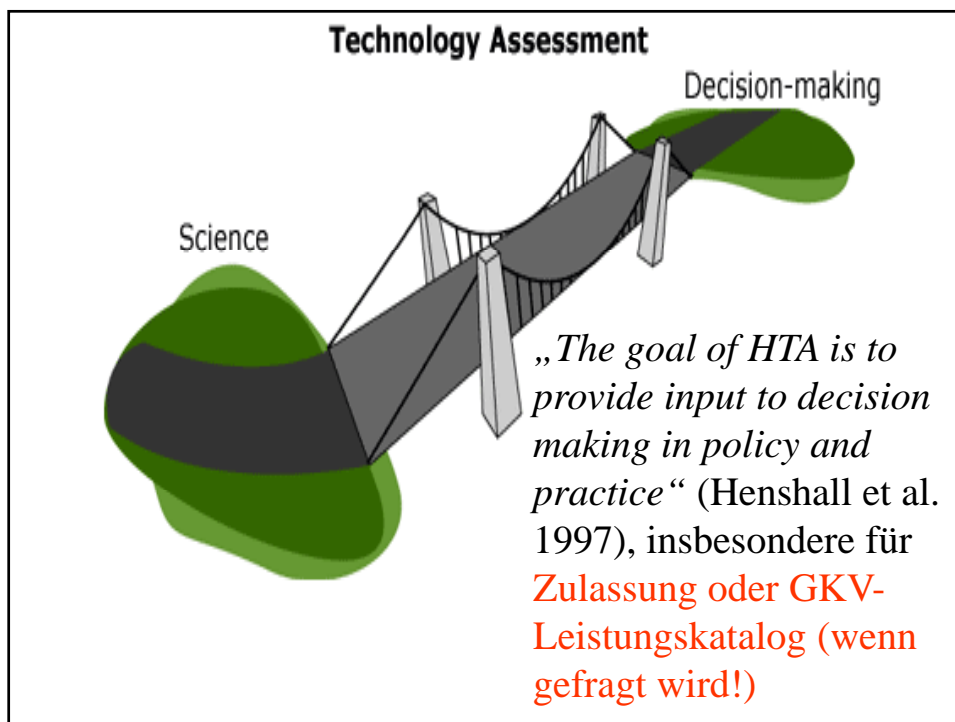 Technology Assessment
Decision-making
Science
„The goal of HTA is to
provide input to decision
making in policy and
practice“ (Henshall et al.
1997), insbesondere für
Zulassung oder GKV-
Leistungskatalog (wenn
gefragt wird!)